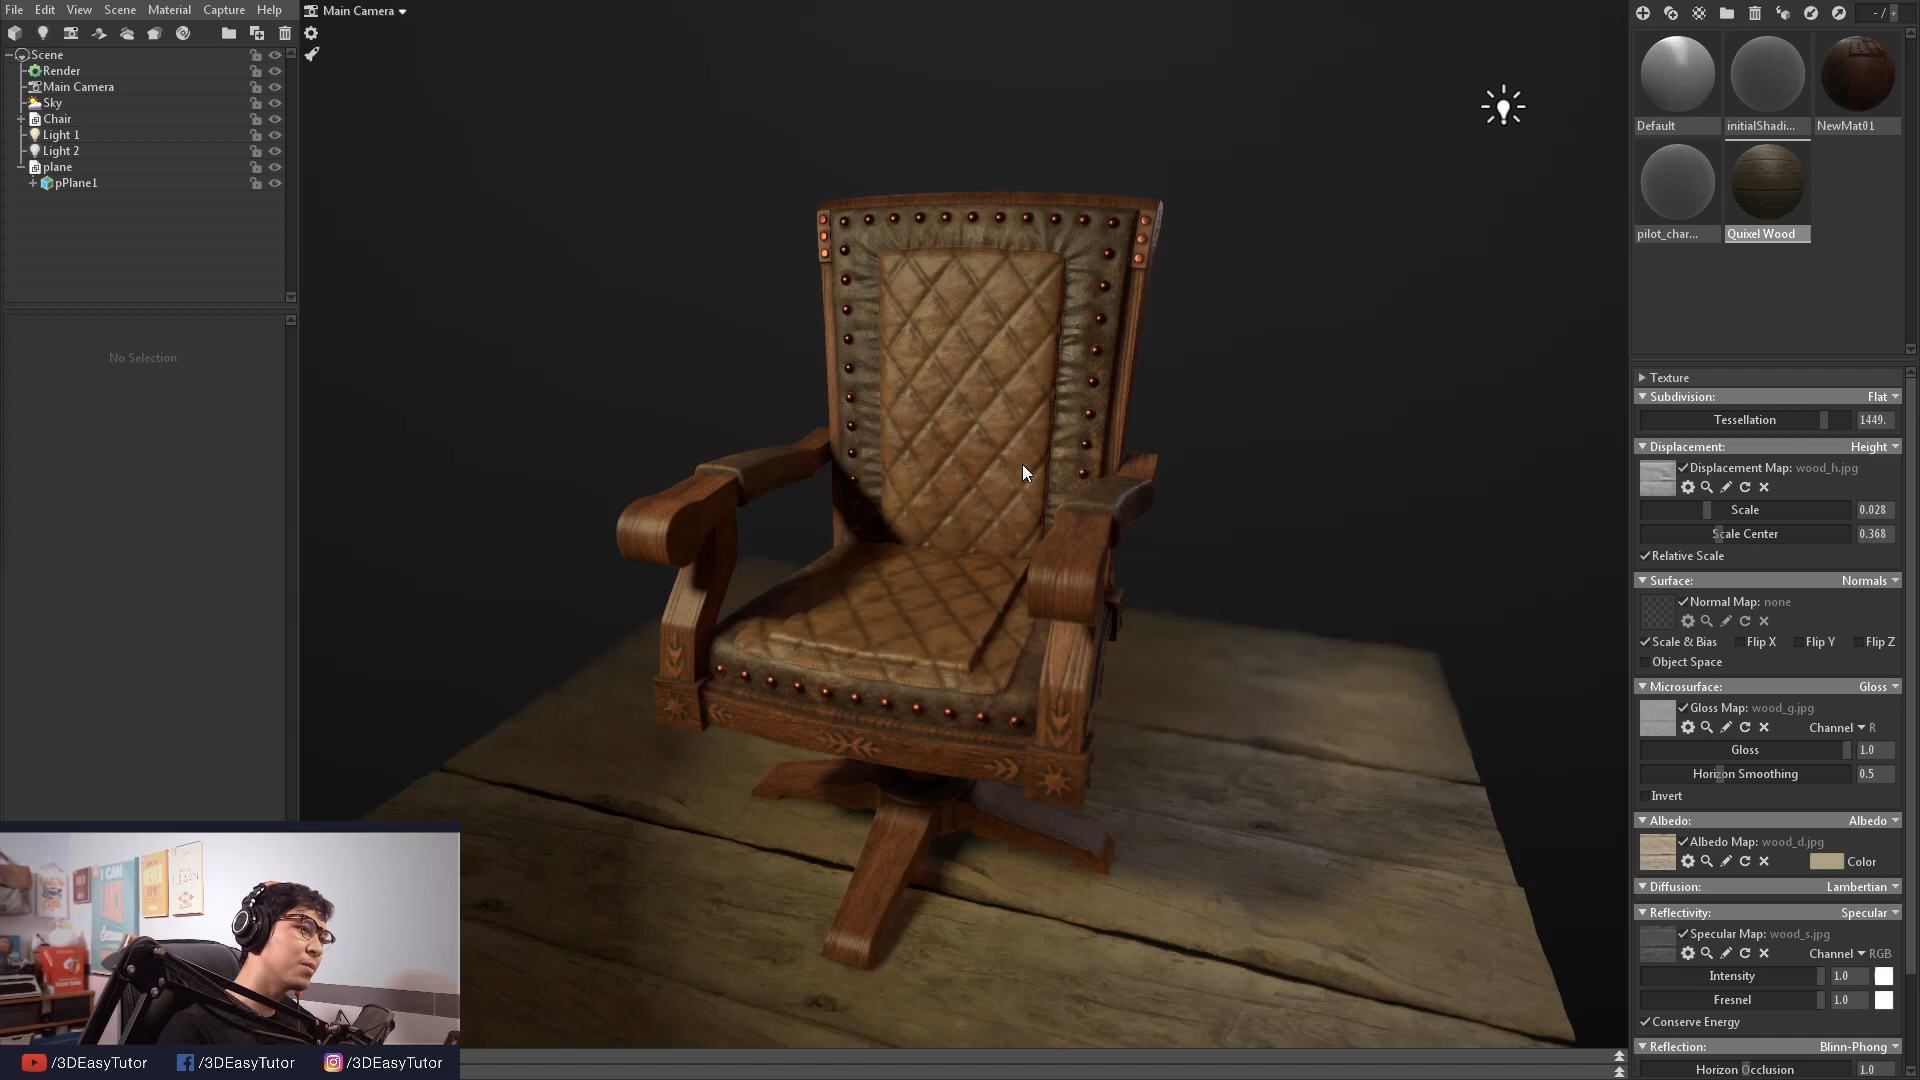 File Edit View Scene Material Capture Help
Main Camera
- /
Scene
Render
Main Camera
Sky
Chair
Light 1
Light 2
plane
pPlane1
No Selection
Default
initialShadi...
NewMat01
pilot_char...
Quixel Wood
Texture
Subdivision: Flat
Tessellation 1449.
Displacement: Height
Displacement Map: wood_h.jpg
Scale 0.028
Scale Center 0.368
Relative Scale
Surface: Normals
Normal Map: none
Scale & Bias Flip X Flip Y Flip Z
Object Space
Microsurface: Gloss
Gloss Map: wood_g.jpg
Channel R
Gloss 1.0
Horizon Smoothing 0.5
Invert
Albedo: Albedo
Albedo Map: wood_d.jpg
Color
Diffusion: Lambertian
Reflectivity: Specular
Specular Map: wood_s.jpg
Channel RGB
Intensity 1.0
Fresnel 1.0
Conserve Energy
Reflection: Blinn-Phong
Horizon Occlusion 1.0
I CAN
/3DEasyTutor /3DEasyTutor /3DEasyTutor